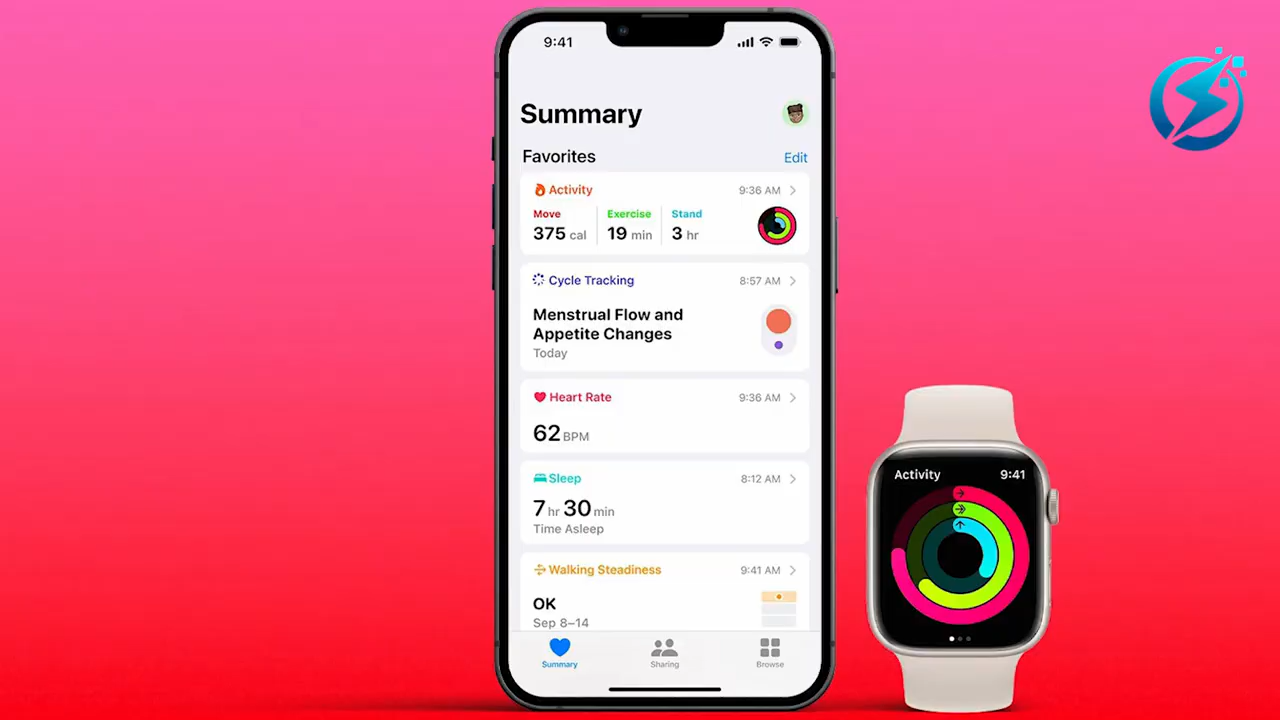 9:41
Summary
Favorites
Edit
Activity
9:36 AM
Move
Exercise
Stand
375 cal
19 min
3 hr
Cycle Tracking
8:57 AM
Menstrual Flow and
Appetite Changes
Today
Heart Rate
9:36 AM
62 BPM
Sleep
8:12 AM
7 hr 30 min
Time Asleep
Walking Steadiness
9:41 AM
OK
Sep 8–14
Summary
Sharing
Browse
Activity
9:41